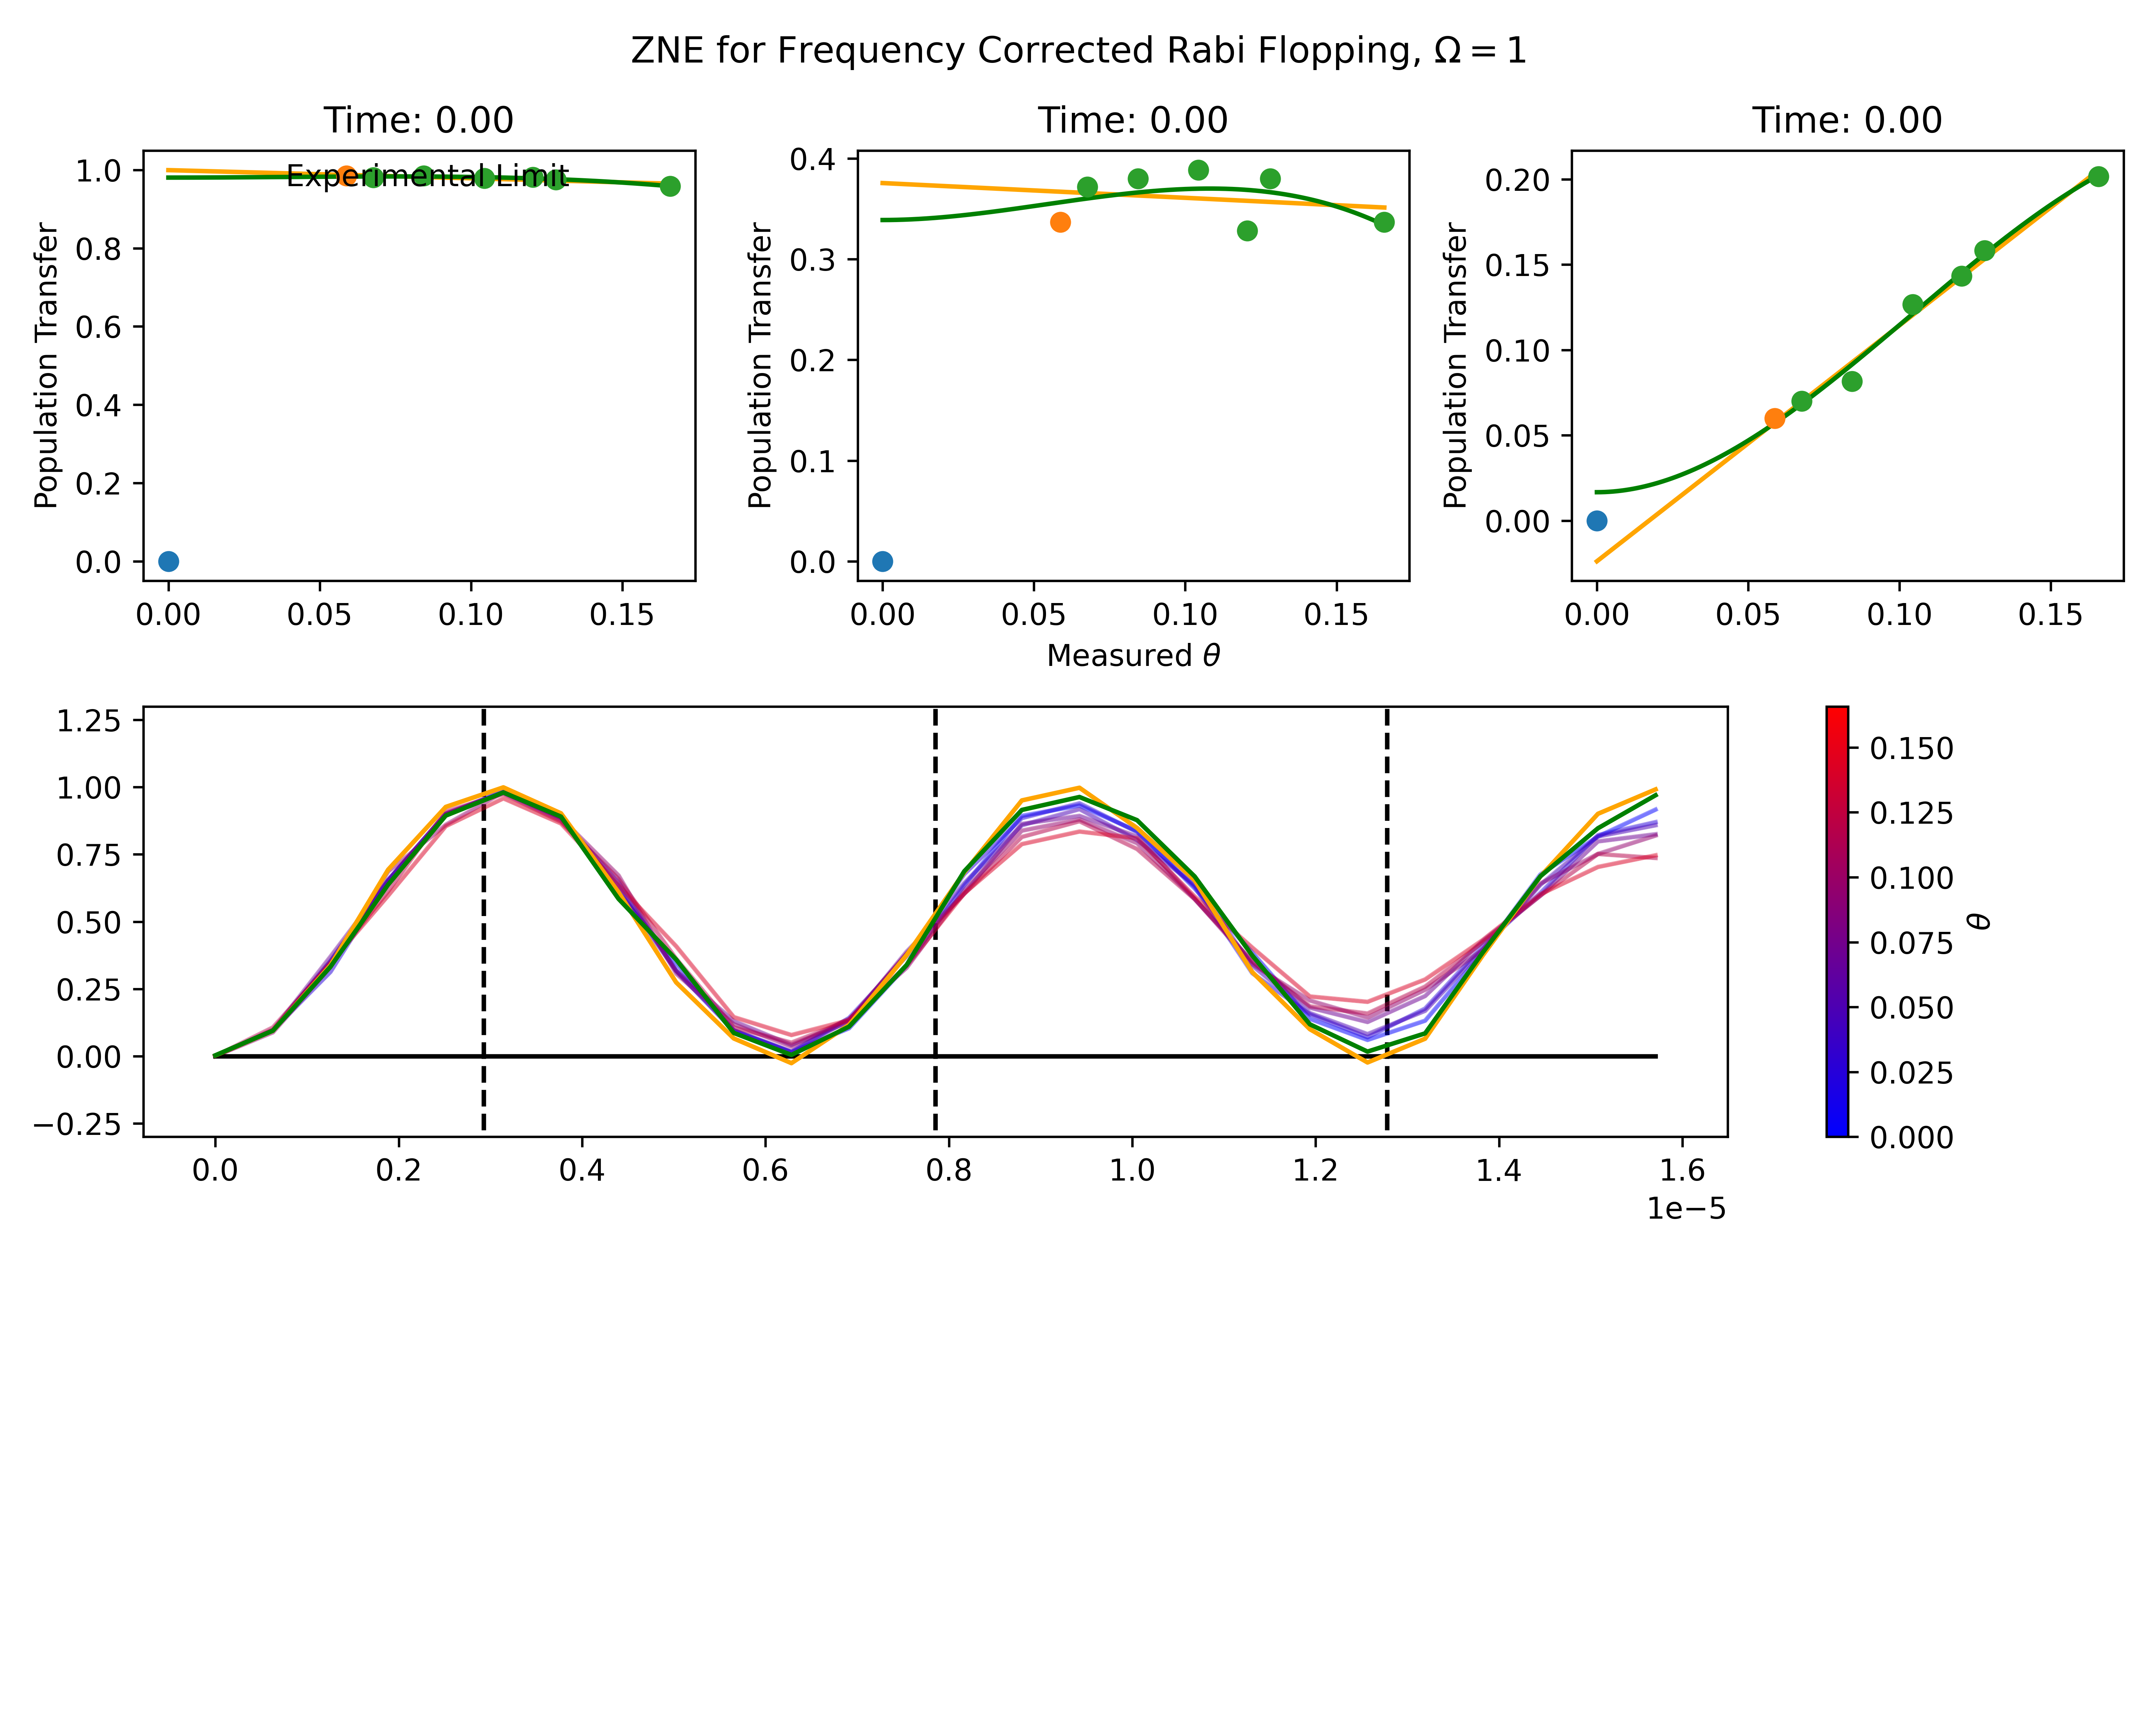 ZNE for Frequency Corrected Rabi Flopping, Ω = 1
Time: 0.00
Time: 0.00
Time: 0.00
Population Transfer
1.0
0.8
0.6
0.4
0.2
0.0
Experimental Limit
0.00 0.05 0.10 0.15
Population Transfer
0.4
0.3
0.2
0.1
0.0
0.00 0.05 0.10 0.15
Measured θ
Population Transfer
0.20
0.15
0.10
0.05
0.00
0.00 0.05 0.10 0.15
1.25
1.00
0.75
0.50
0.25
0.00
−0.25
0.0 0.2 0.4 0.6 0.8 1.0 1.2 1.4 1.6
1e−5
0.150
0.125
0.100
0.075
0.050
0.025
0.000
θ